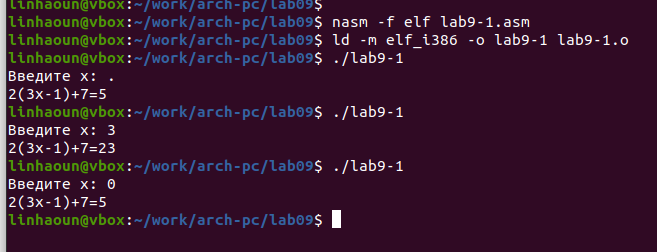 linhaoun@vbox:~/work/arch-pc/lab09$
linhaoun@vbox:~/work/arch-pc/lab09$ nasm -f elf lab9-1.asm
linhaoun@vbox:~/work/arch-pc/lab09$ ld -m elf_i386 -o lab9-1 lab9-1.o
linhaoun@vbox:~/work/arch-pc/lab09$ ./lab9-1
Введите x: .
2(3x-1)+7=5
linhaoun@vbox:~/work/arch-pc/lab09$ ./lab9-1
Введите x: 3
2(3x-1)+7=23
linhaoun@vbox:~/work/arch-pc/lab09$ ./lab9-1
Введите x: 0
2(3x-1)+7=5
linhaoun@vbox:~/work/arch-pc/lab09$